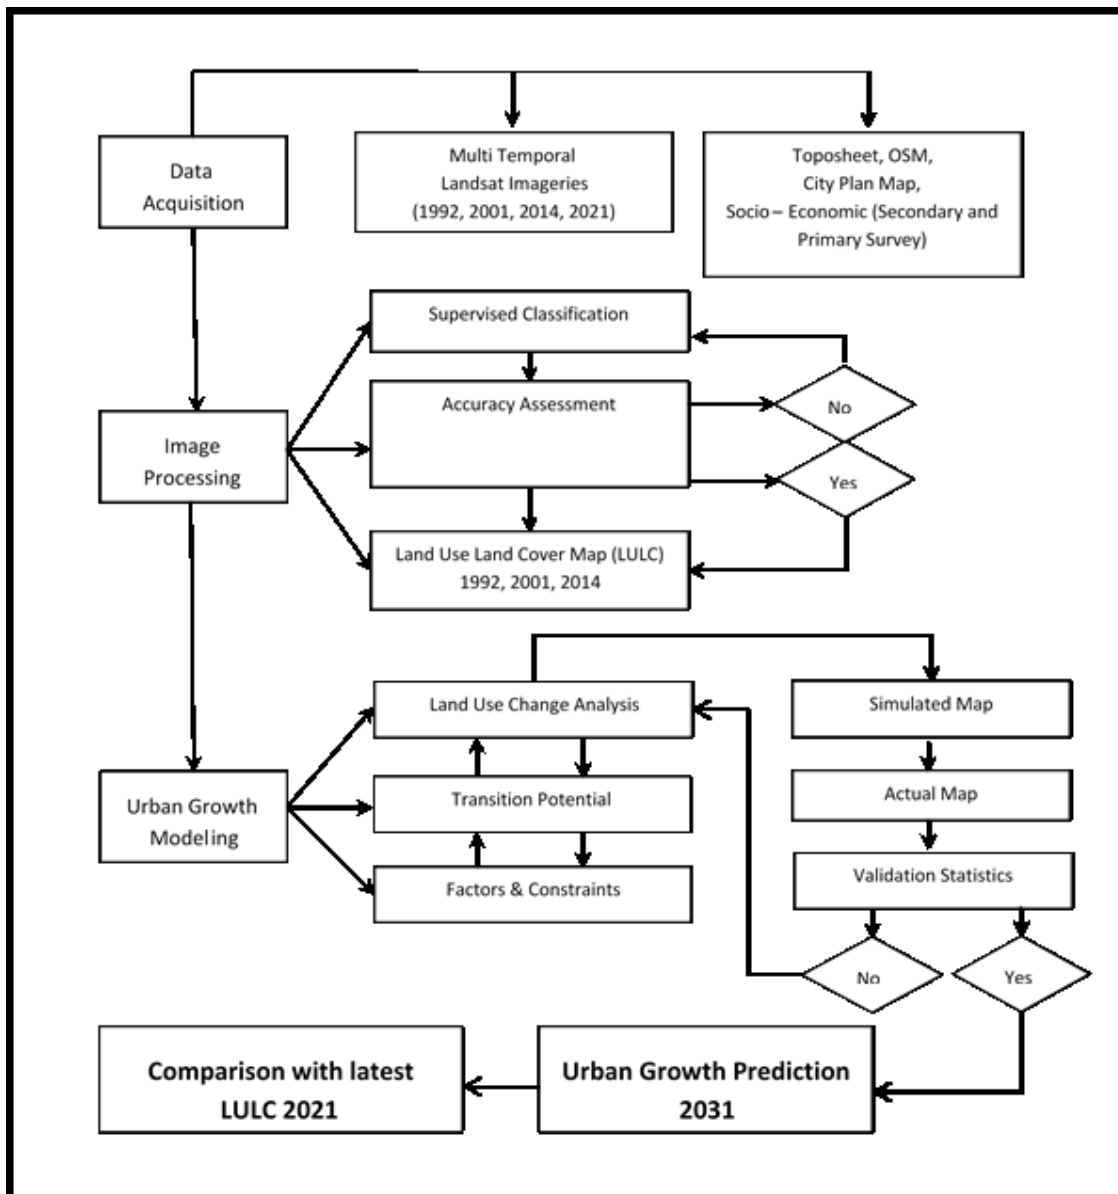 Data
Acquisition
Multi Temporal
Landsat Imageries
(1992, 2001, 2014, 2021)
Toposheet, OSM,
City Plan Map,
Socio – Economic (Secondary and
Primary Survey)
Supervised Classification
Accuracy Assessment
No
Image
Processing
Yes
Land Use Land Cover Map (LULC)
1992, 2001, 2014
Land Use Change Analysis
Simulated Map
Urban Growth
Modeling
Transition Potential
Actual Map
Factors & Constraints
Validation Statistics
No
Yes
Comparison with latest
LULC 2021
Urban Growth Prediction
2031